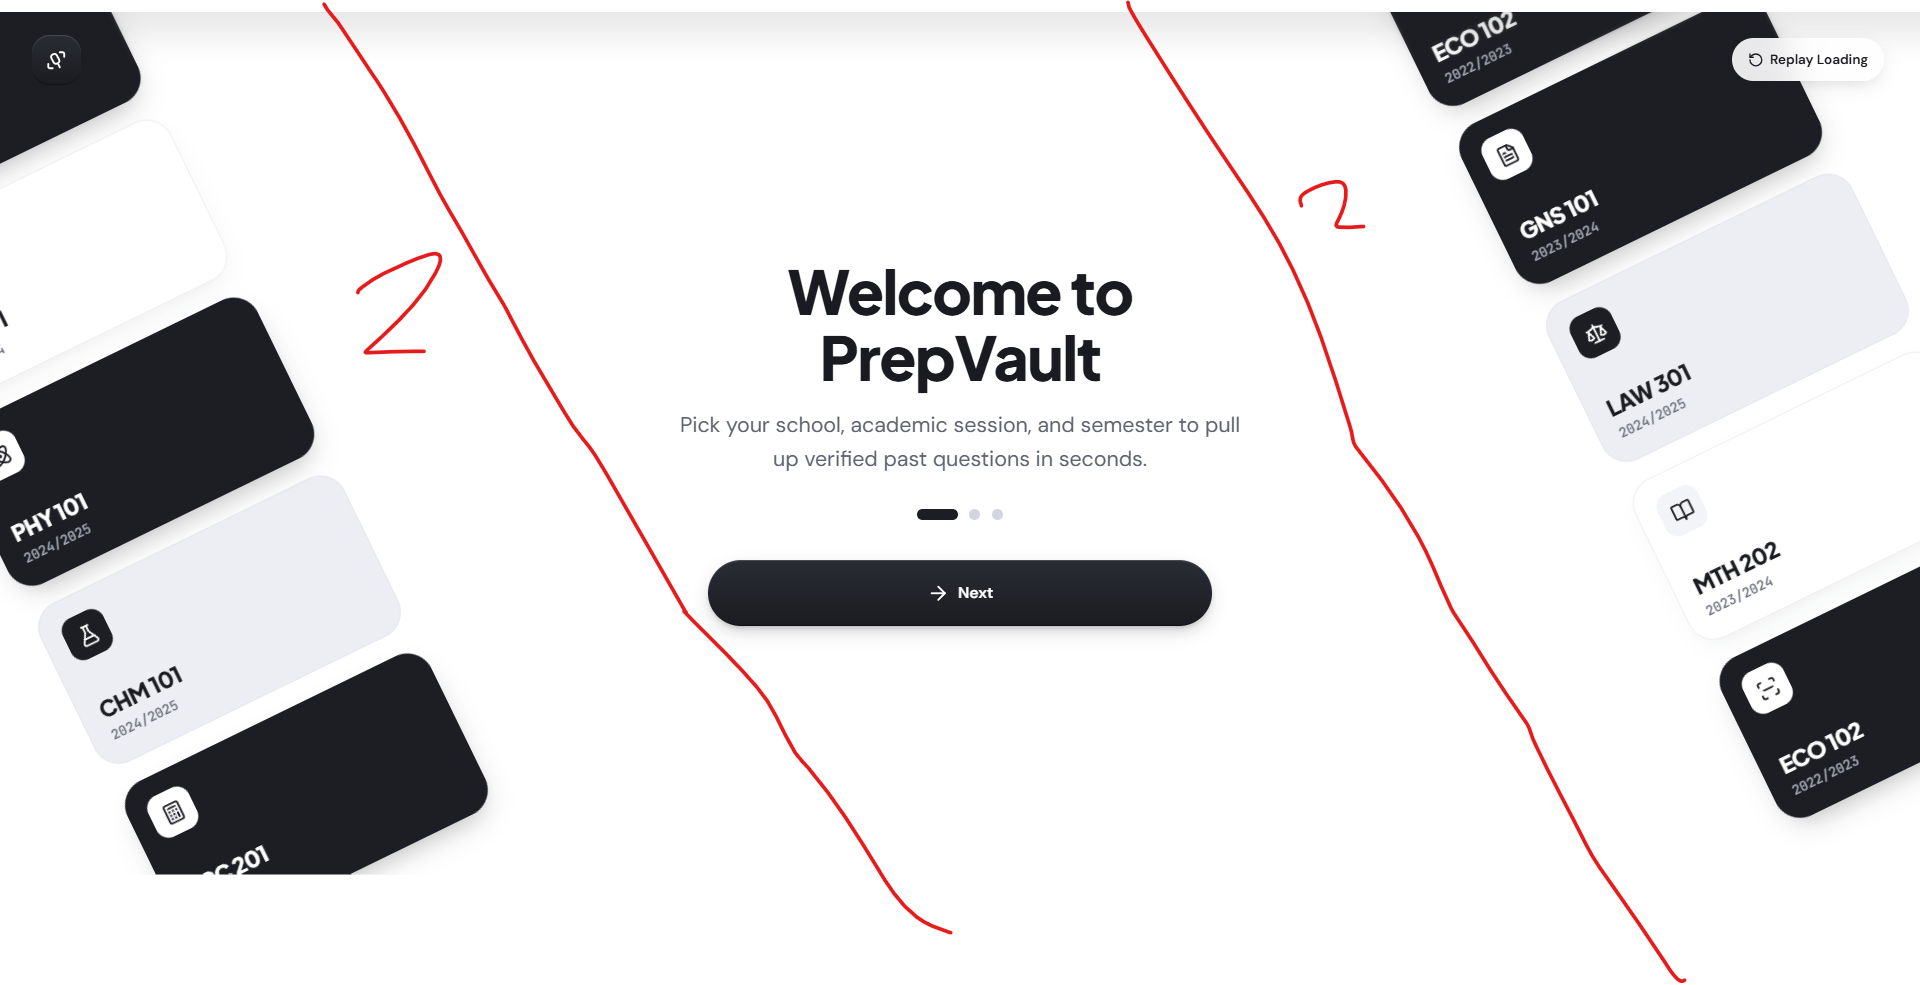 ECO 102
2022/2023
Replay Loading
GNS 101
2023/2024
2
2
Welcome to
PrepVault
LAW 301
2024/2025
Pick your school, academic session, and semester to pull
up verified past questions in seconds.
PHY 101
2024/2025
Next
MTH 202
2023/2024
CHM 101
2024/2025
ECO 102
2022/2023
201